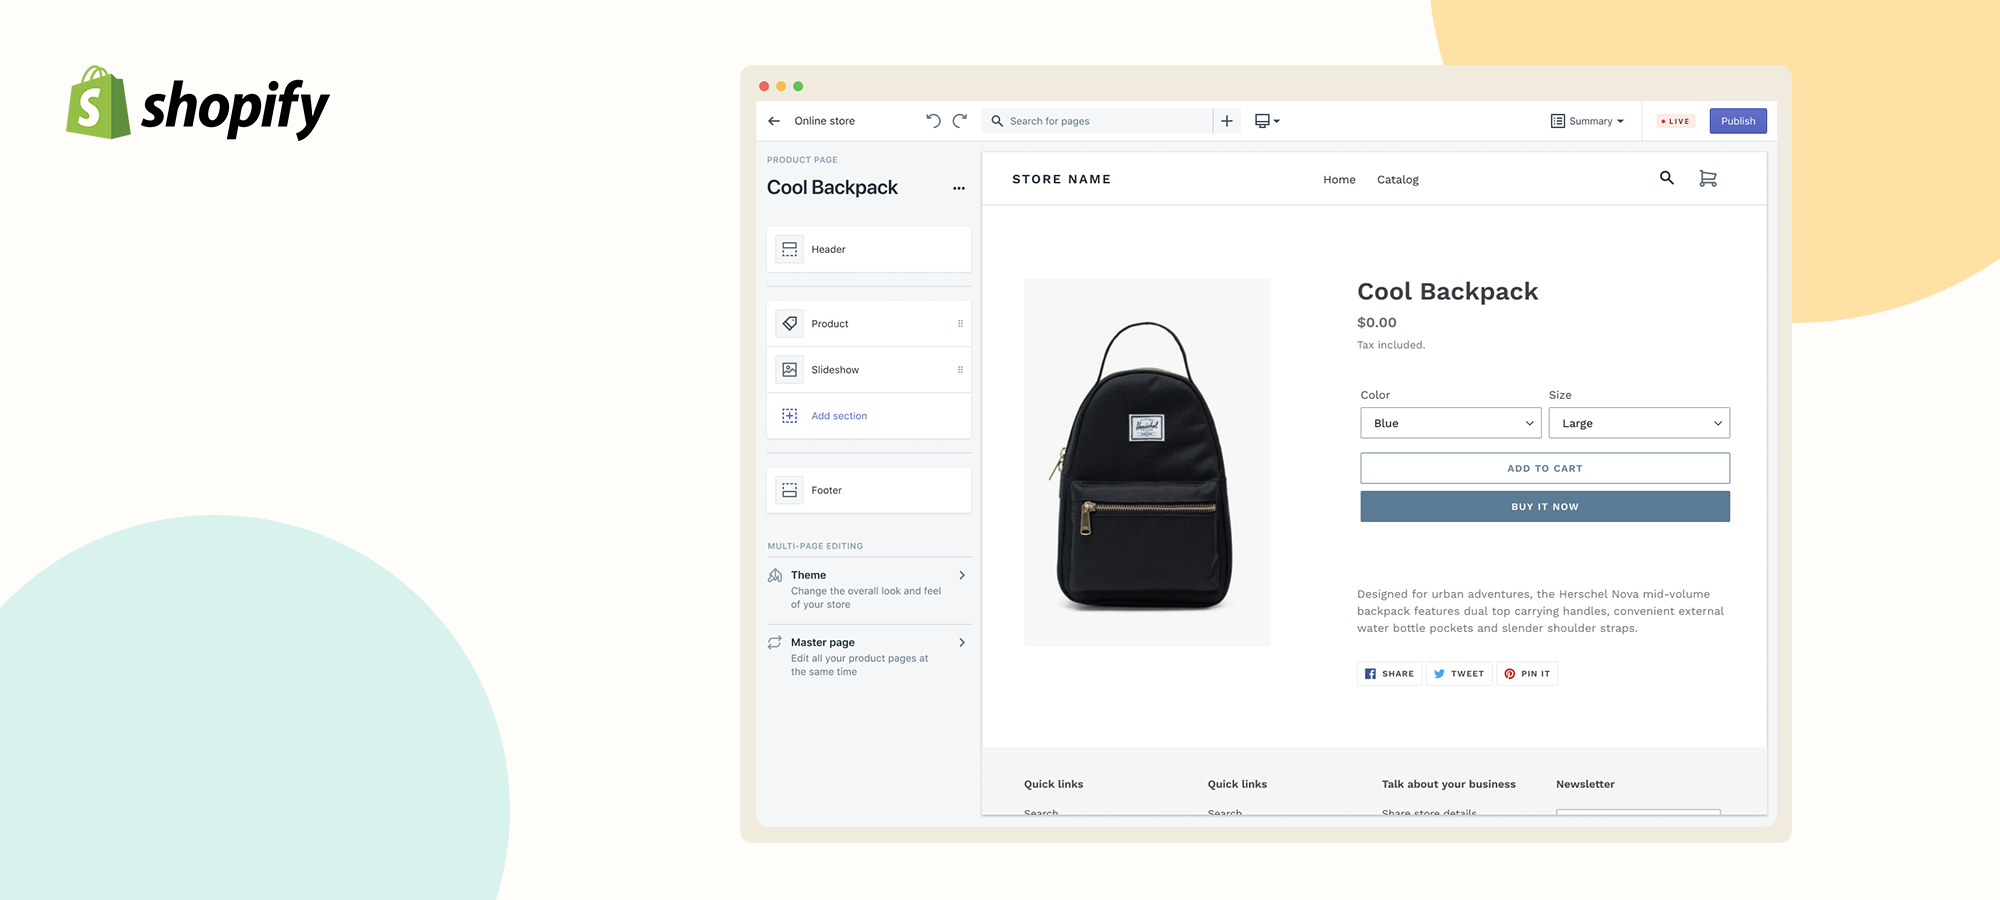 shopify
Online store
Search for pages
Summary
LIVE
Publish
PRODUCT PAGE
Cool Backpack
Header
Product
Slideshow
Add section
Footer
MULTI-PAGE EDITING
Theme
Change the overall look and feel
of your store
Master page
Edit all your product pages at
the same time
STORE NAME
Home
Catalog
Herschel
Cool Backpack
$0.00
Tax included.
Color
Size
Blue
Large
ADD TO CART
BUY IT NOW
Designed for urban adventures, the Herschel Nova mid-volume
backpack features dual top carrying handles, convenient external
water bottle pockets and slender shoulder straps.
SHARE
TWEET
PIN IT
Quick links
Quick links
Talk about your business
Newsletter
Search
Search
Share store details